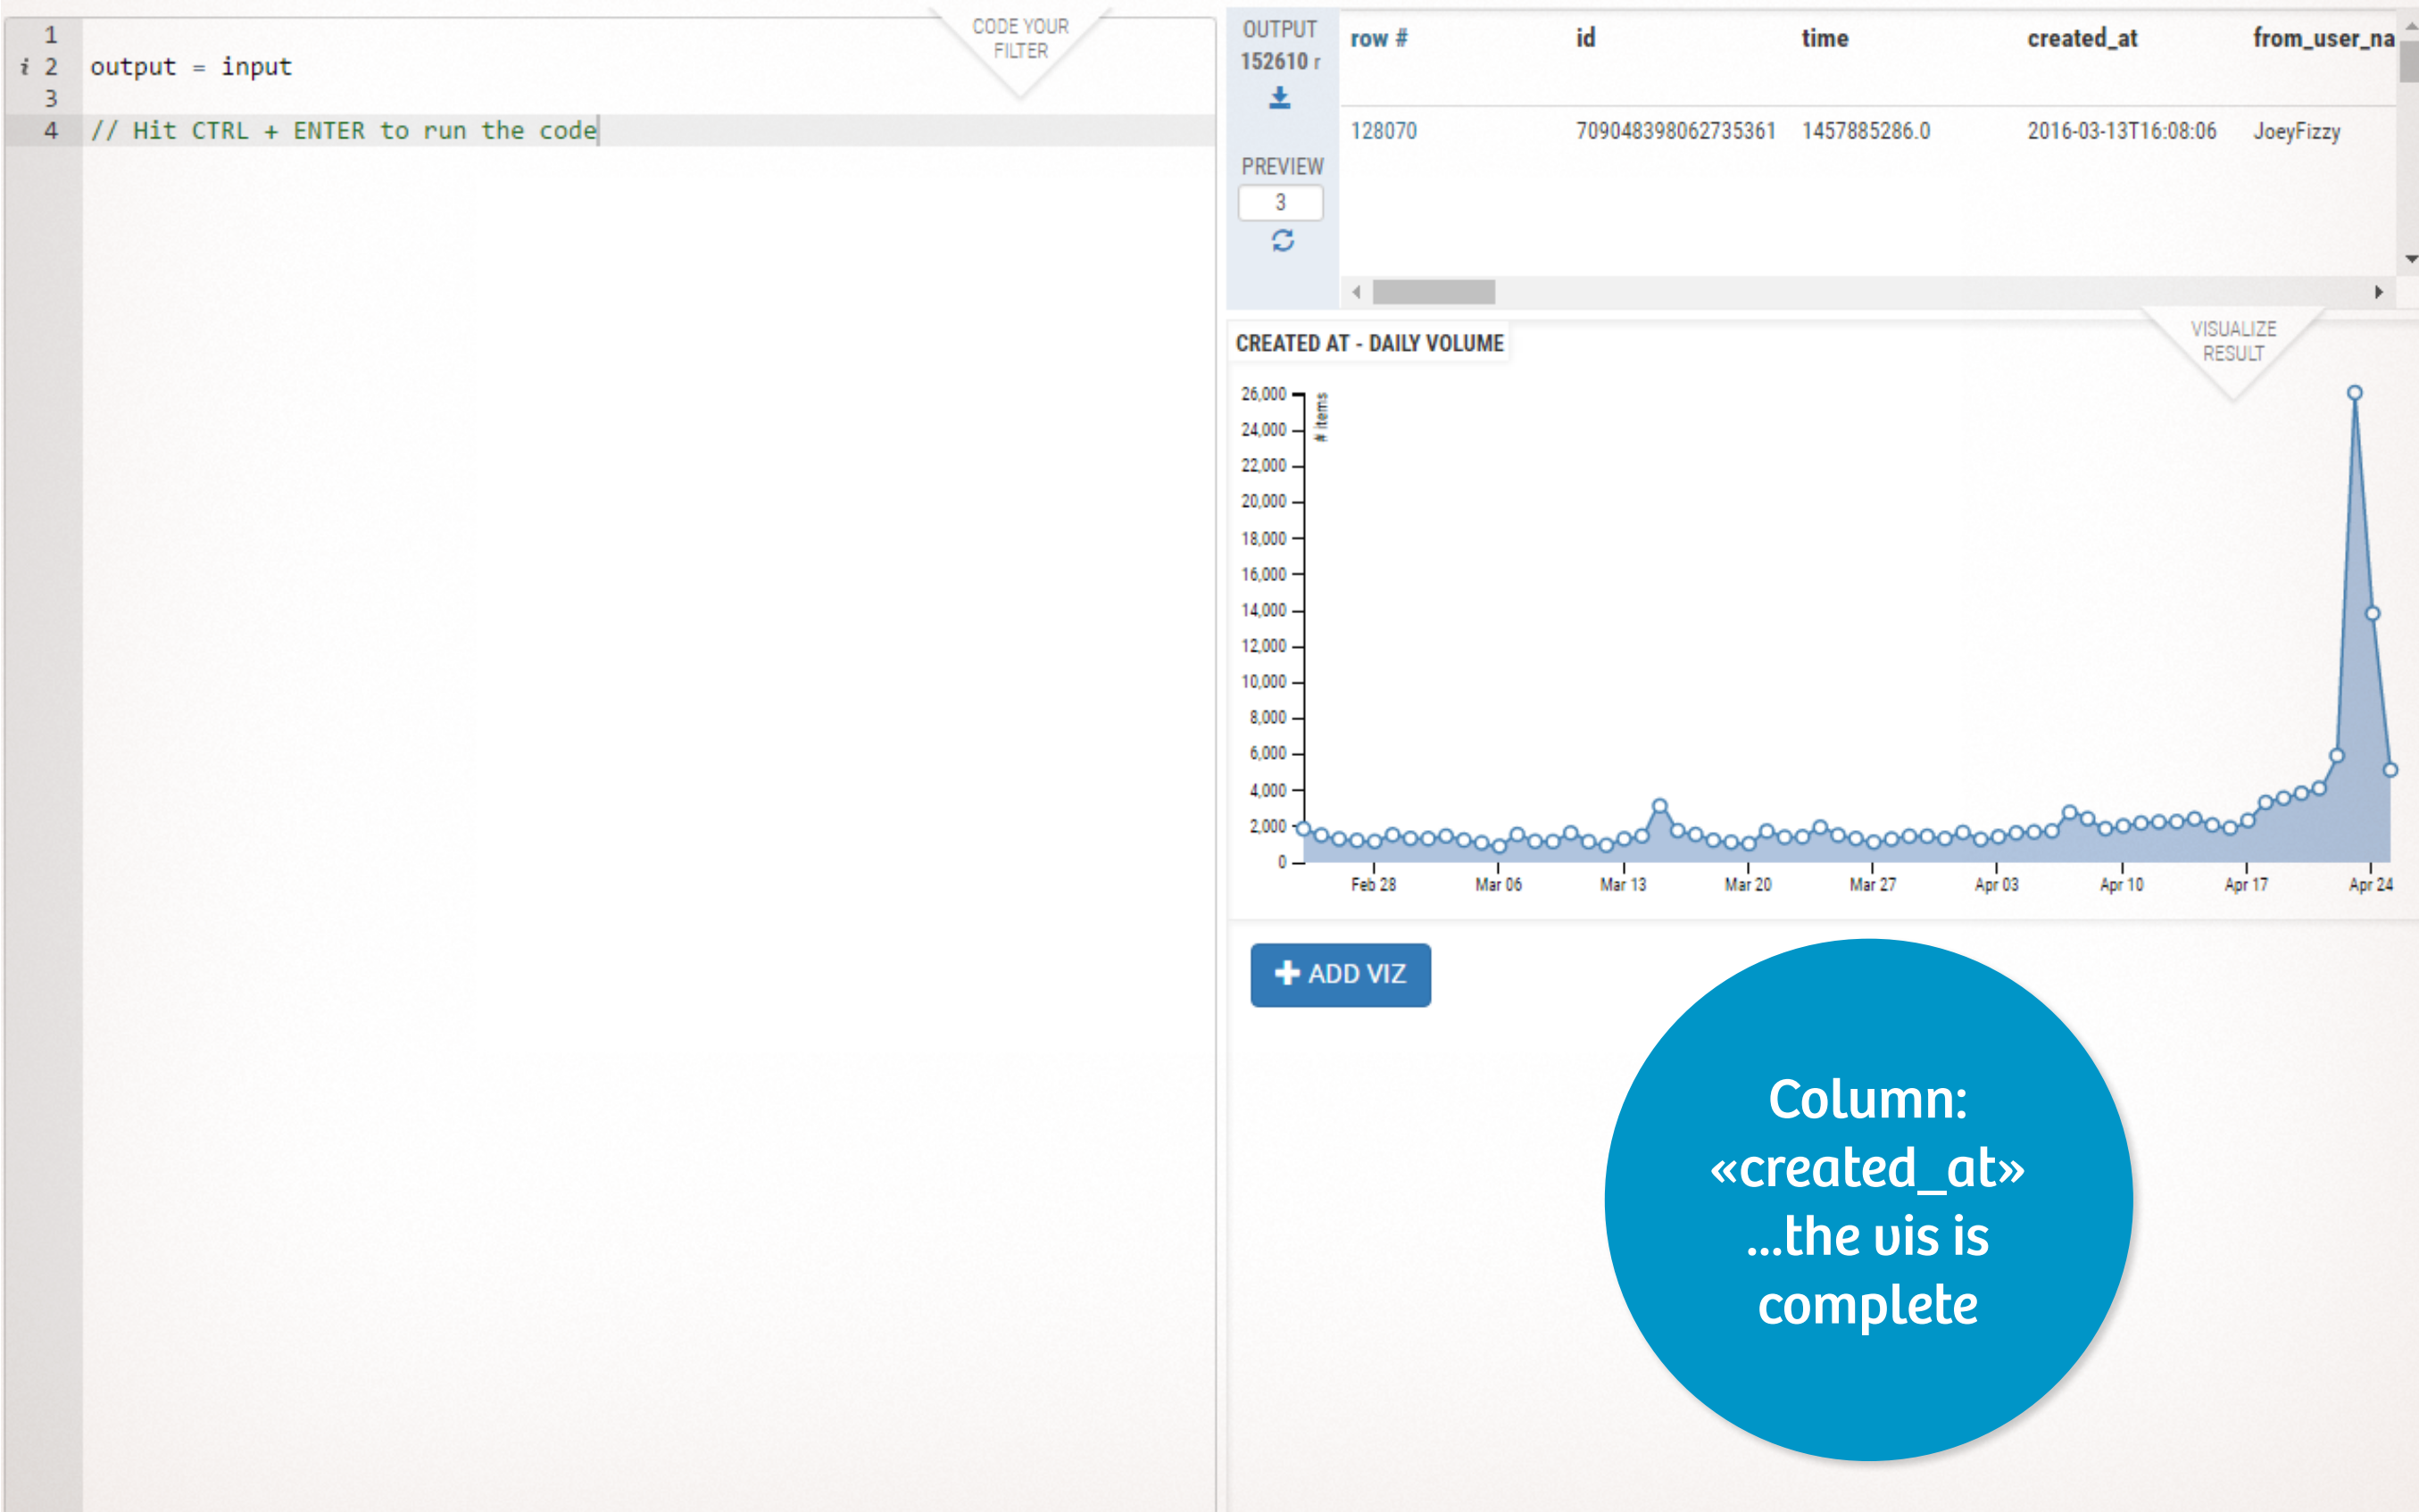 1
i 2 output = input
3
4 // Hit CTRL + ENTER to run the code
CODE YOUR
FILTER
OUTPUT
152610 r
PREVIEW
3
row # id time created_at from_user_na
128070 709048398062735361 1457885286.0 2016-03-13T16:08:06 JoeyFizzy
VISUALIZE
RESULT
CREATED AT - DAILY VOLUME
# items
26,000
24,000
22,000
20,000
18,000
16,000
14,000
12,000
10,000
8,000
6,000
4,000
2,000
0
Feb 28 Mar 06 Mar 13 Mar 20 Mar 27 Apr 03 Apr 10 Apr 17 Apr 24
ADD VIZ
Column:
«created_at»
...the vis is
complete